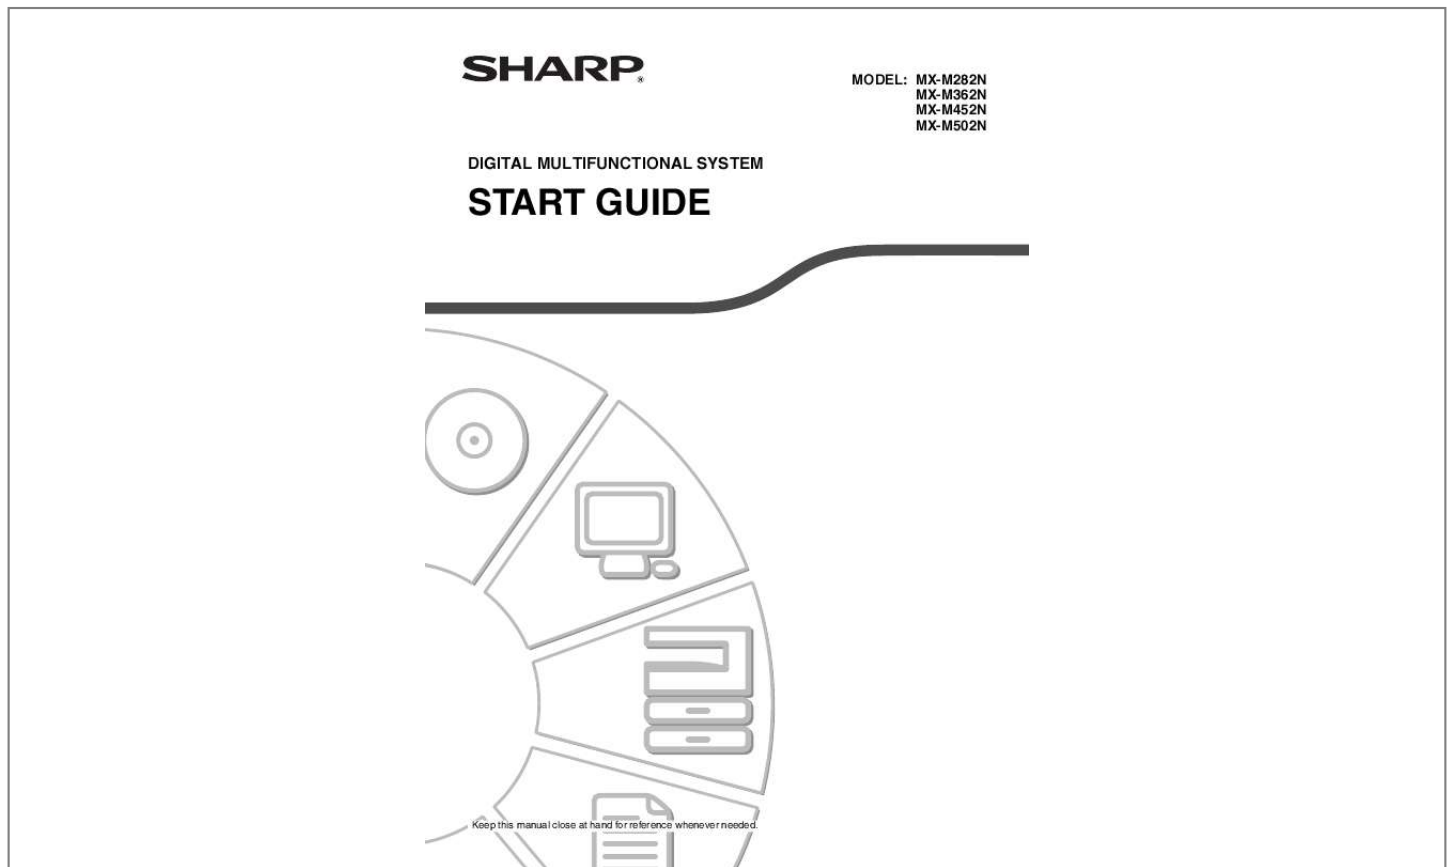 SHARP®
MODEL: MX-M282N
MX-M362N
MX-M452N
MX-M502N
DIGITAL MULTIFUNCTIONAL SYSTEM
START GUIDE
Keep this manual close at hand for reference whenever needed.